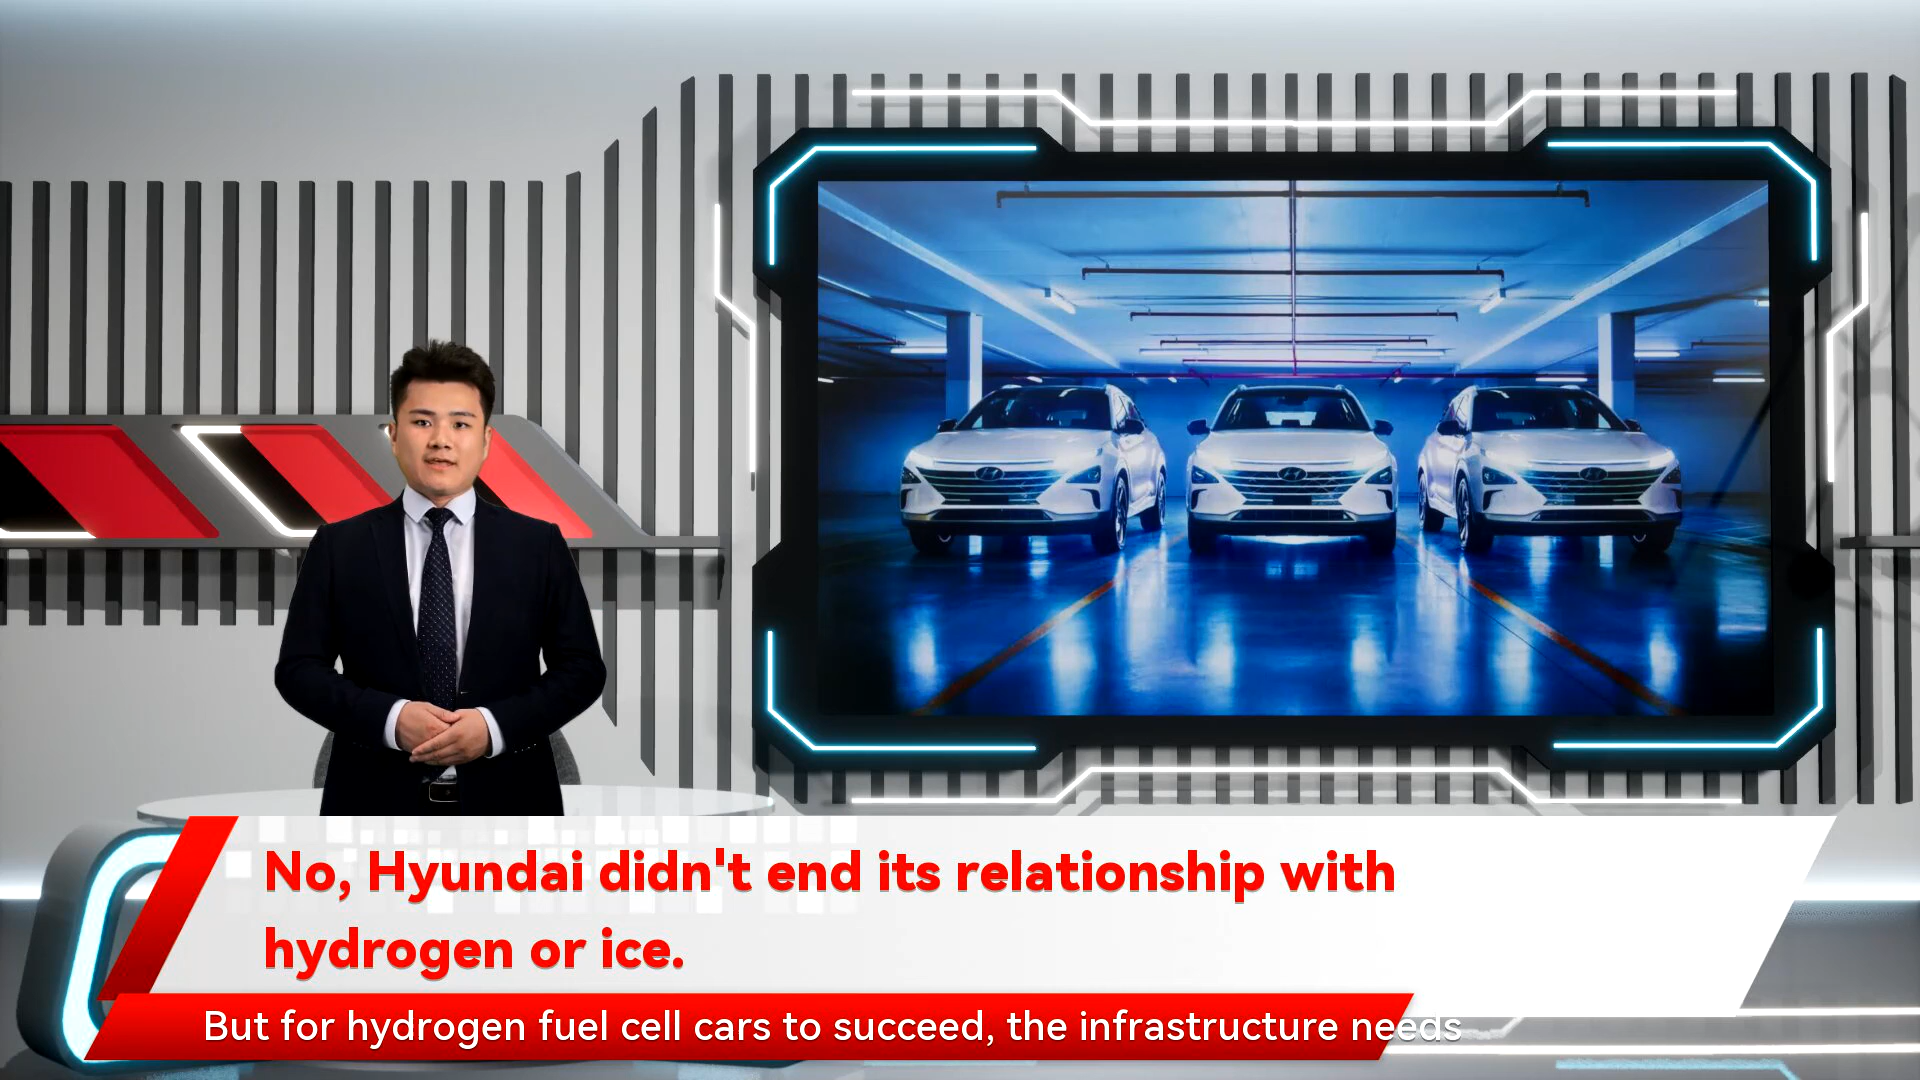 No, Hyundai didn't end its relationship with
hydrogen or ice.
But for hydrogen fuel cell cars to succeed, the infrastructure needs